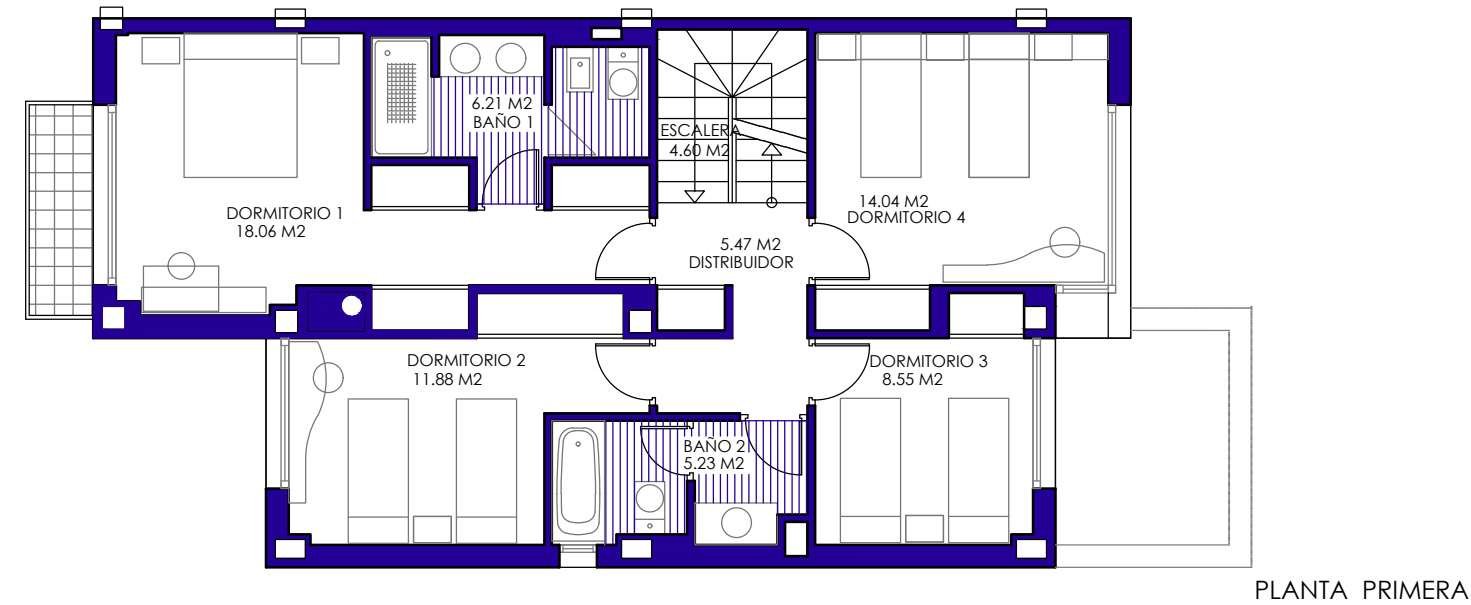 6.21 M2
BAÑO 1
ESCALERA
4.60 M2
DORMITORIO 1
18.06 M2
14.04 M2
DORMITORIO 4
5.47 M2
DISTRIBUIDOR
DORMITORIO 2
11.88 M2
DORMITORIO 3
8.55 M2
BAÑO 2
5.23 M2
PLANTA PRIMERA